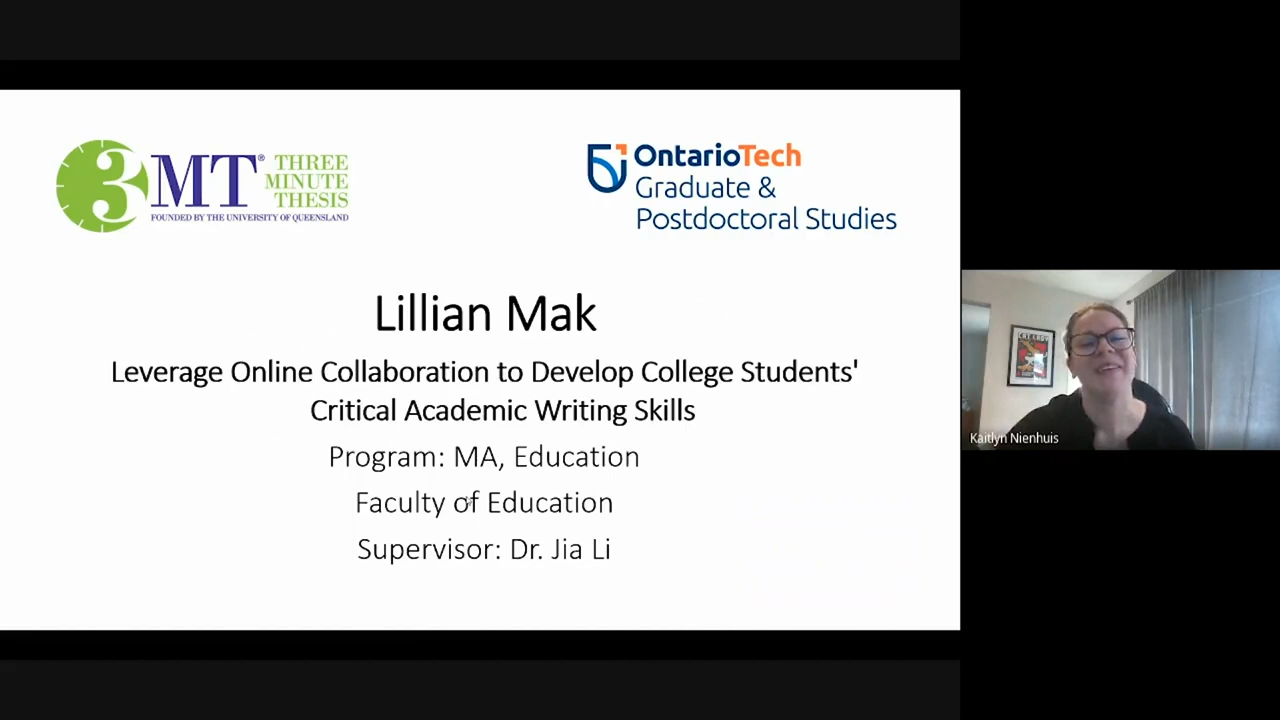 3MT® THREE
MINUTE
THESIS
FOUNDED BY THE UNIVERSITY OF QUEENSLAND
OntarioTech
Graduate &
Postdoctoral Studies
Lillian Mak
Leverage Online Collaboration to Develop College Students'
Critical Academic Writing Skills
Program: MA, Education
Faculty of Education
Supervisor: Dr. Jia Li
Kaitlyn Nienhuis